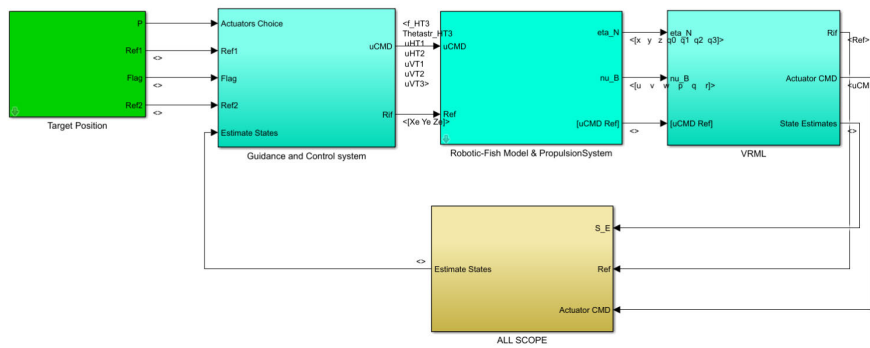 P
Ref1
Flag
Ref2
Target Position
<>
<>
<>
Actuators Choice
Ref1
Flag
Ref2
Estimate States
uCMD
Rif
Guidance and Control system
<f_HT3
Thetastr_HT3
uHT1
uHT2
uVT1
uVT2
uVT3>
<[Xe Ye Ze]>
uCMD
Ref
eta_N
nu_B
[uCMD Ref]
Robotic-Fish Model & PropulsionSystem
<[x y z q0 q1 q2 q3]>
<[u v w p q r]>
<>
eta_N
nu_B
[uCMD Ref]
Rif
Actuator CMD
State Estimates
VRML
<Ref>
<uCM
<>
S_E
<>
Estimate States
Ref
Actuator CMD
ALL SCOPE